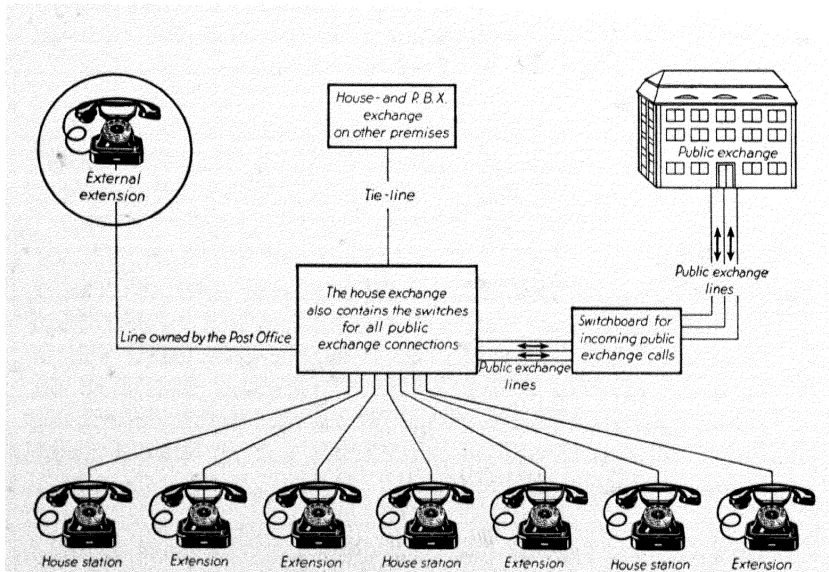 External
extension
House- and P.B.X.
exchange
on other premises
Public exchange
Tie-line
Public exchange
lines
The house exchange
also contains the switches
for all public
exchange connections
Line owned by the Post Office
Switchboard for
incoming public
exchange calls
Public exchange
lines
House station
Extension
Extension
House station
Extension
House station
Extension